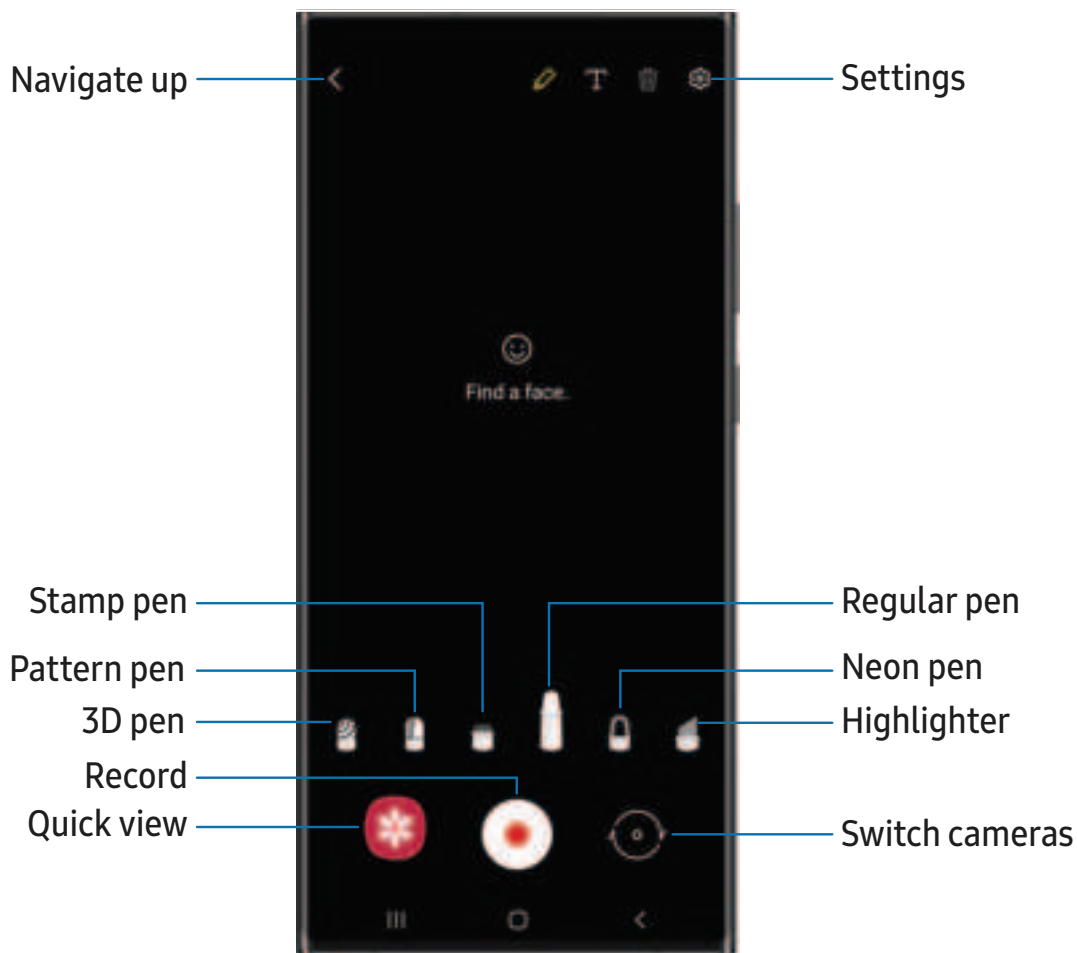 Navigate up
Settings
Find a face.
Stamp pen
Regular pen
Pattern pen
Neon pen
3D pen
Highlighter
Record
Quick view
Switch cameras